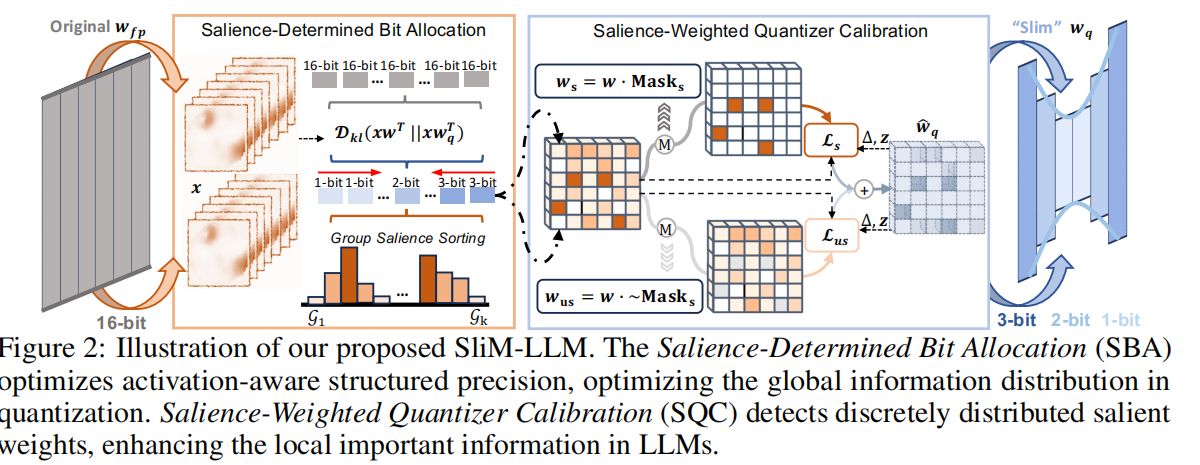 Original w_fp
Salience-Determined Bit Allocation
16-bit 16-bit ... 16-bit ... 16-bit 16-bit
𝒟_kl(xw^T ||xw_q^T)
x
1-bit 1-bit ... 2-bit ... 3-bit 3-bit
Group Salience Sorting
...
𝒢_1 𝒢_k
16-bit
Salience-Weighted Quantizer Calibration
w_s = w · Mask_s
M
ℒ_s
Δ, z
ŵ_q
+
M
ℒ_us
Δ, z
w_us = w · ~Mask_s
“Slim” w_q
3-bit 2-bit 1-bit
Figure 2: Illustration of our proposed SliM-LLM. The Salience-Determined Bit Allocation (SBA)
optimizes activation-aware structured precision, optimizing the global information distribution in
quantization. Salience-Weighted Quantizer Calibration (SQC) detects discretely distributed salient
weights, enhancing the local important information in LLMs.